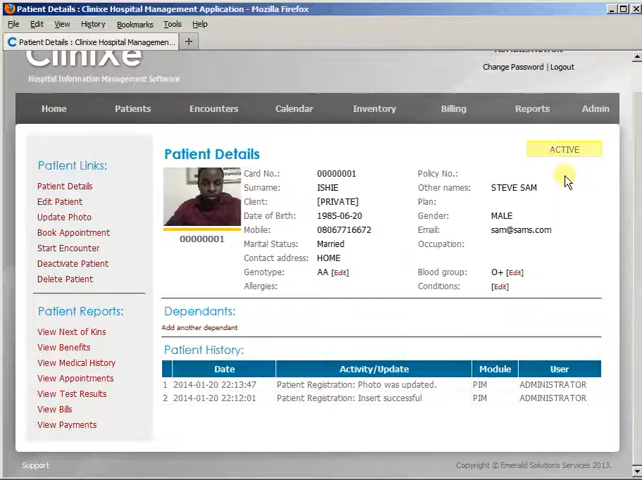 Patient Details : Clinixe Hospital Management Application - Mozilla Firefox
File Edit View History Bookmarks Tools Help
Patient Details : Clinixe Hospital Managemen...
Clinixe
Hospital Information Management Software
ADMINISTRATOR
Change Password | Logout
Home Patients Encounters Calendar Inventory Billing Reports Admin
Patient Links:
Patient Details
Edit Patient
Update Photo
Book Appointment
Start Encounter
Deactivate Patient
Delete Patient
Patient Reports:
View Next of Kins
View Benefits
View Medical History
View Appointments
View Test Results
View Bills
View Payments
Patient Details
ACTIVE
00000001
Card No.: 00000001 Policy No.:
Surname: ISHIE Other names: STEVE SAM
Client: [PRIVATE] Plan:
Date of Birth: 1985-06-20 Gender: MALE
Mobile: 08067716672 Email: sam@sams.com
Marital Status: Married Occupation:
Contact address: HOME
Genotype: AA [Edit] Blood group: O+ [Edit]
Allergies: Conditions: [Edit]
Dependants:
Add another dependant
Patient History:
Date Activity/Update Module User
1 2014-01-20 22:13:47 Patient Registration: Photo was updated. PIM ADMINISTRATOR
2 2014-01-20 22:12:01 Patient Registration: Insert successful PIM ADMINISTRATOR
Support
Copyright © Emerald Solutions Services 2013.